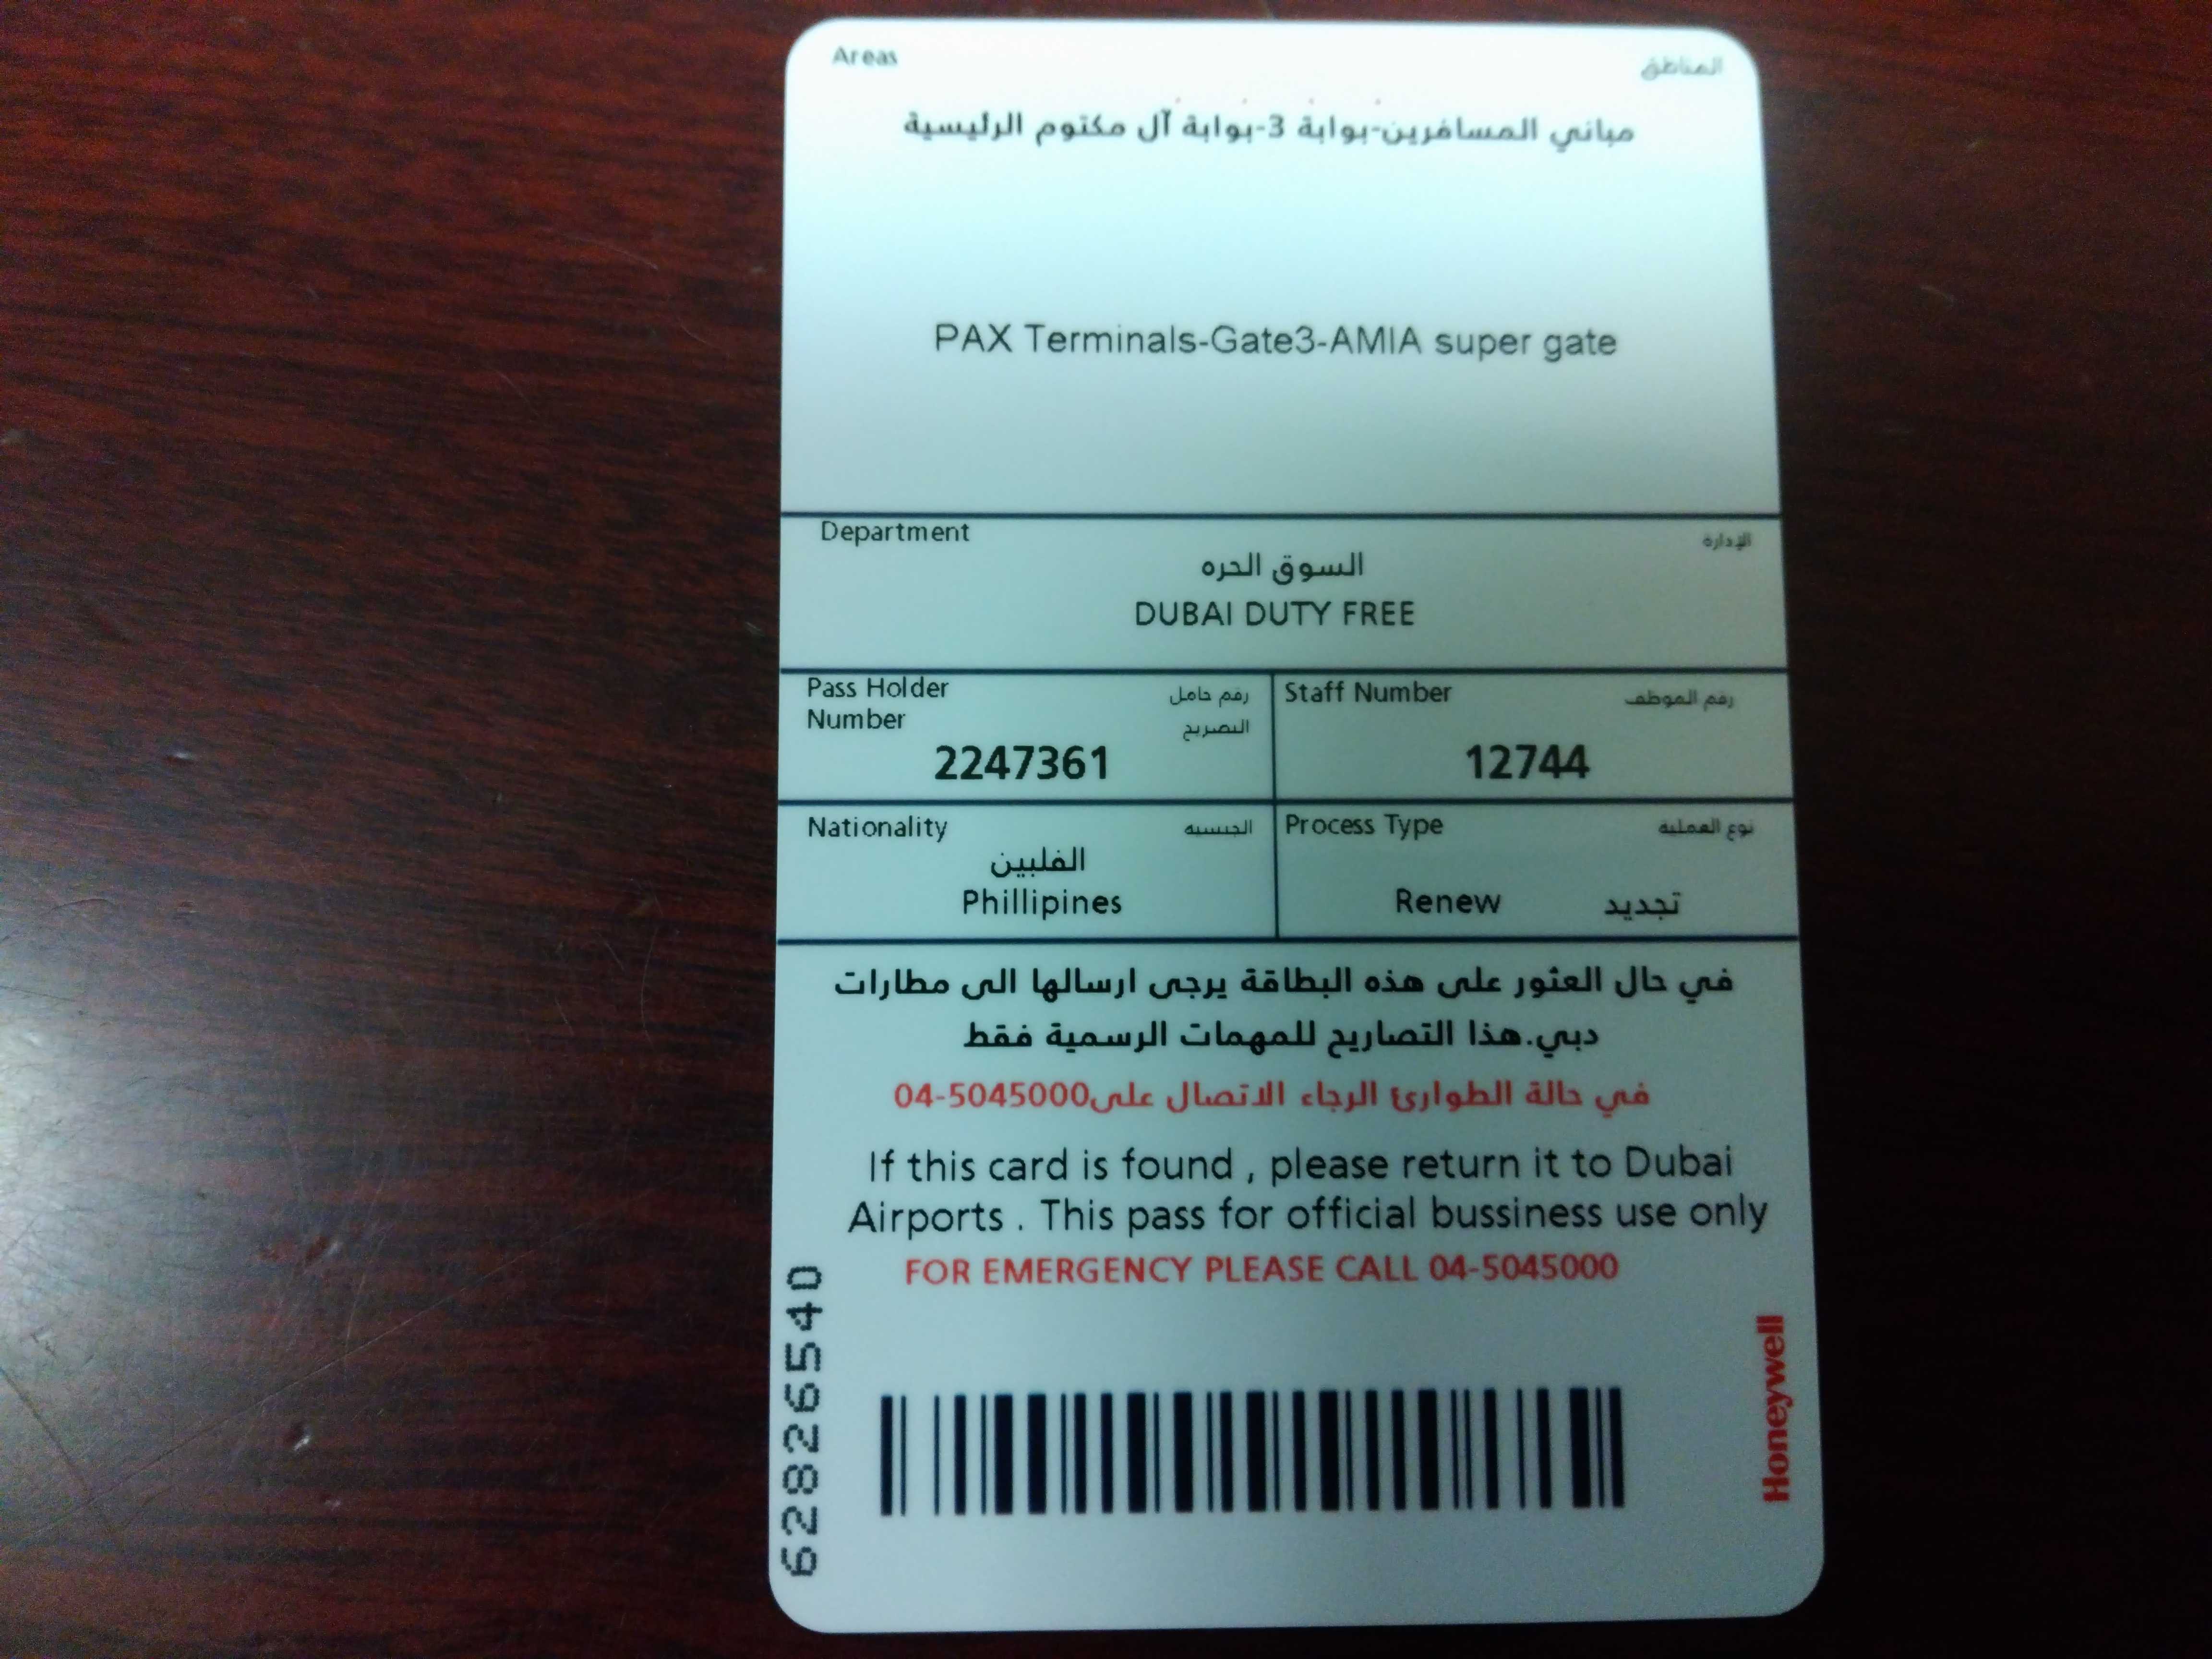 Areas المناطق
مباني المسافرين-بوابة 3-بوابة آل مكتوم الرئيسية
PAX Terminals-Gate3-AMIA super gate
Department الإدارة
السوق الحره
DUBAI DUTY FREE
Pass Holder رقم حامل
Number التصريح
2247361
Staff Number رقم الموظف
12744
Nationality الجنسيه
الفلبين
Phillipines
Process Type نوع العملية
Renew تجديد
في حال العثور على هذه البطاقة يرجى ارسالها الى مطارات
دبي.هذا التصاريح للمهمات الرسمية فقط
في حالة الطوارئ الرجاء الاتصال على04-5045000
If this card is found , please return it to Dubai
Airports . This pass for official bussiness use only
FOR EMERGENCY PLEASE CALL 04-5045000
62826540
Honeywell